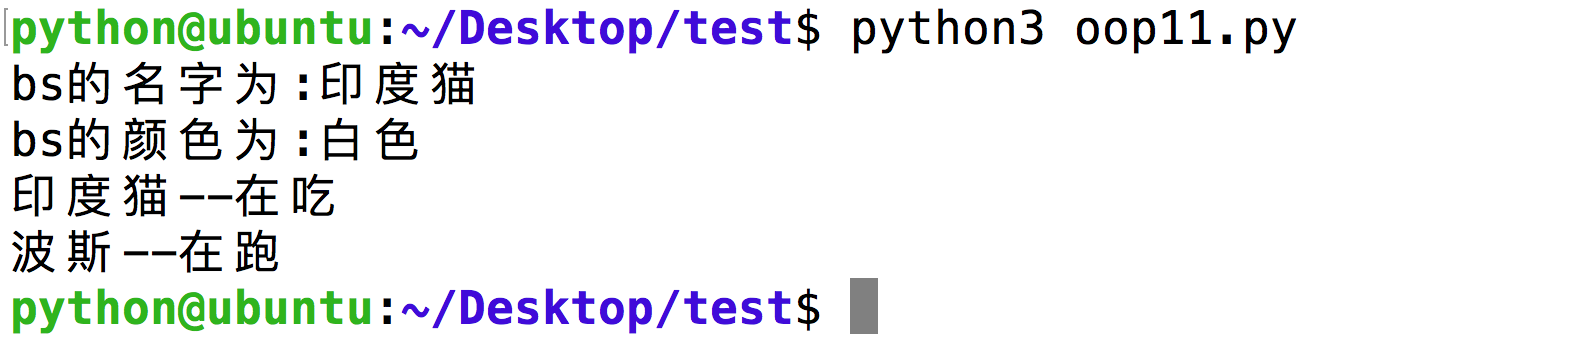 python@ubuntu:~/Desktop/test$ python3 oop11.py
bs的名字为:印度猫
bs的颜色为:白色
印度猫--在吃
波斯--在跑
python@ubuntu:~/Desktop/test$